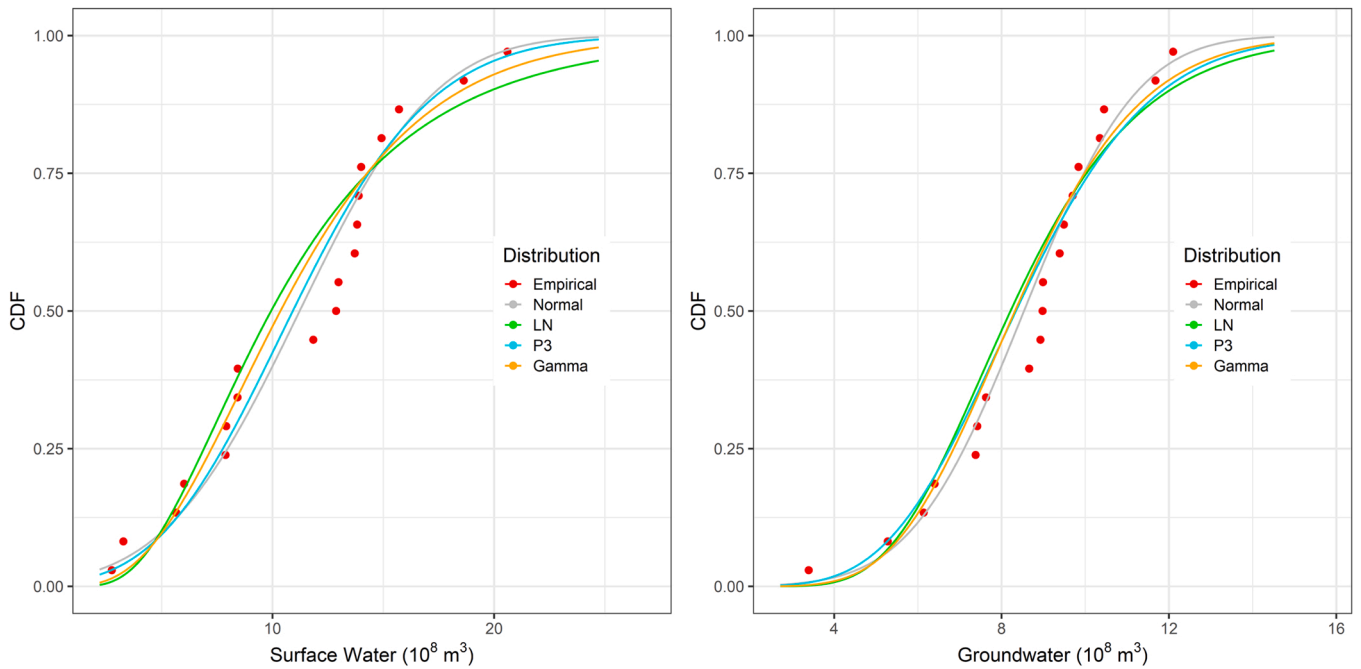 1.00
0.75
0.50
0.25
0.00
CDF
10
20
Surface Water (10⁸ m³)
Distribution
Empirical
Normal
LN
P3
Gamma
1.00
0.75
0.50
0.25
0.00
CDF
4
8
12
16
Groundwater (10⁸ m³)
Distribution
Empirical
Normal
LN
P3
Gamma